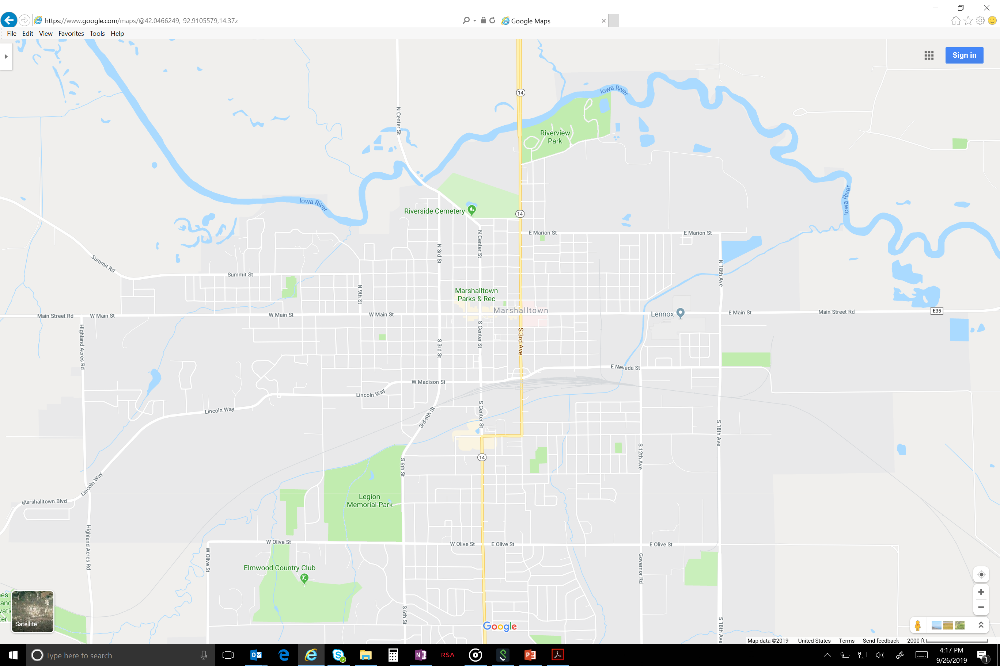 https://www.google.com/maps/@42.0466249,-92.9105579,14.37z
Google Maps
File Edit View Favorites Tools Help
Sign in
14
Iowa River
N Center St
Riverview
Park
Iowa River
Iowa River
Riverside Cemetery
14
E Marion St
E Marion St
N Center St
N 3rd St
Summit Rd
Summit St
N 18th Ave
N 9th St
Marshalltown
Parks & Rec
Marshalltown
Main Street Rd
W Main St
W Main St
W Main St
Lennox
E Main St
Main Street Rd
E35
Highland Acres Rd
S Center St
S 3rd St
S 3rd Ave
E Nevada St
W Madison St
Lincoln Way
Lincoln Way
3rd-6th St
S Center St
S 18th Ave
14
S 12th Ave
S 6th St
Lincoln Way
Marshalltown Blvd
Legion
Memorial Park
Highland Acres Rd
W Olive St
W Olive St
E Olive St
E Olive St
W Olive St
Governor Rd
Elmwood Country Club
S 6th St
S 18th Ave
Satellite
Google
Map data ©2019 United States Terms Send feedback 2000 ft
Type here to search
RSA
4:17 PM
9/26/2019
1